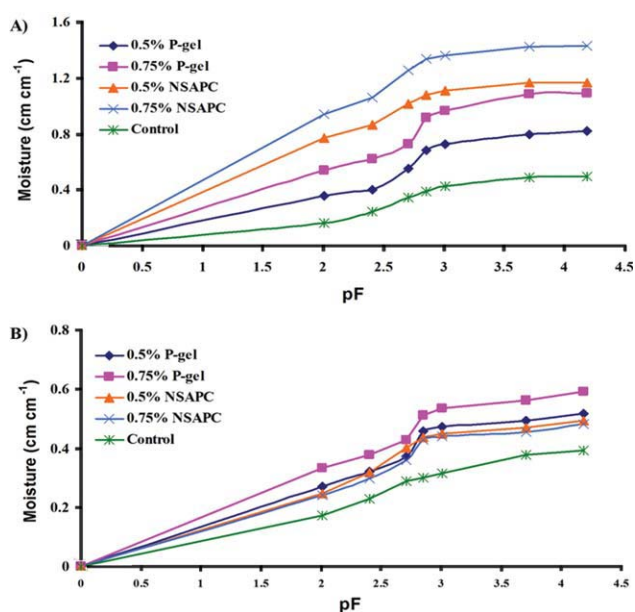 A)
0.5% P-gel
0.75% P-gel
0.5% NSAPC
0.75% NSAPC
Control
Moisture (cm cm⁻¹)
1.6
1.2
0.8
0.4
0
0 0.5 1 1.5 2 2.5 3 3.5 4 4.5
pF
B)
0.5% P-gel
0.75% P-gel
0.5% NSAPC
0.75% NSAPC
Control
Moisture (cm cm⁻¹)
0.8
0.6
0.4
0.2
0
0 0.5 1 1.5 2 2.5 3 3.5 4 4.5
pF